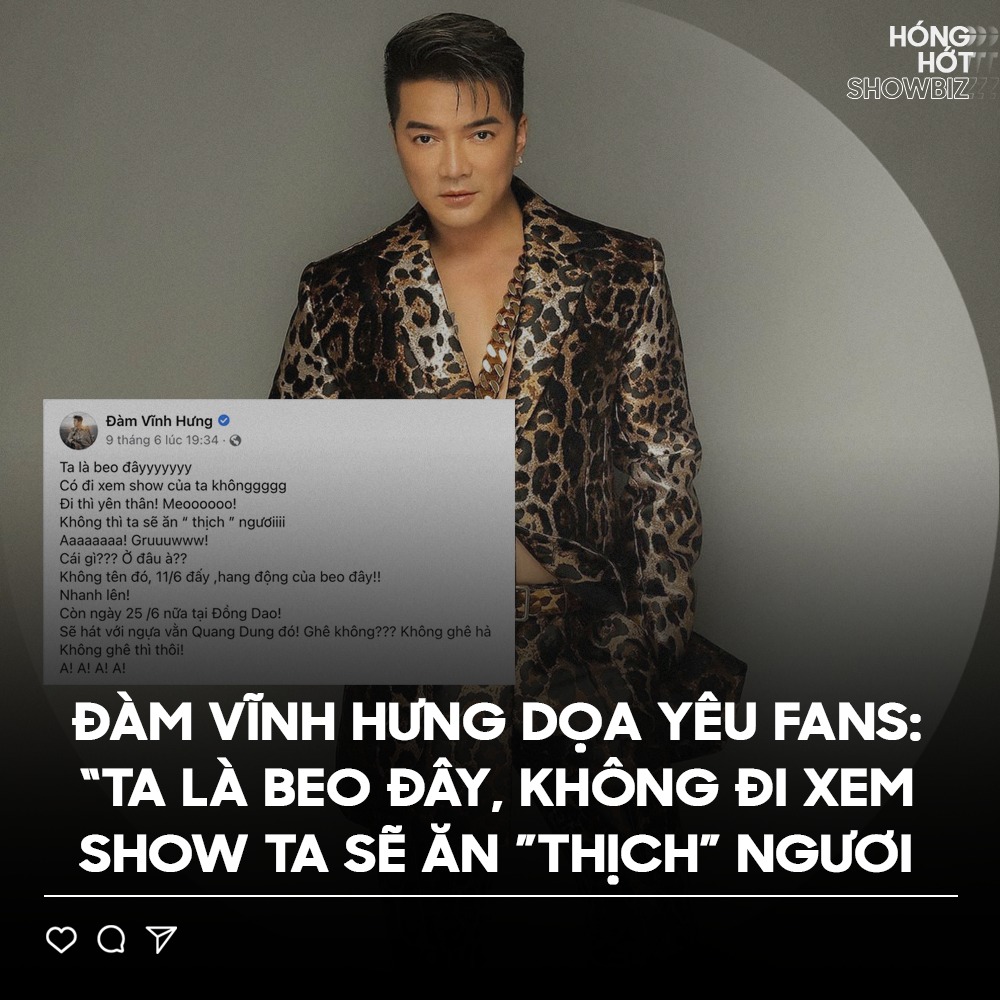 HÓNG
HỚT
SHOWBIZ
Đàm Vĩnh Hưng
9 tháng 6 lúc 19:34 ·
Ta là beo đâyyyyyyy
Có đi xem show của ta khônggggg
Đi thì yên thân! Meoooooo!
Không thì ta sẽ ăn “ thịch ” ngươiiii
Aaaaaaaa! Gruuuwww!
Cái gì??? Ở đâu à??
Không tên đó, 11/6 đấy ,hang động của beo đây!!
Nhanh lên!
Còn ngày 25 /6 nữa tại Đồng Dao!
Sẽ hát với ngựa vằn Quang Dung đó! Ghê không??? Không ghê hả
Không ghê thì thôi!
A! A! A! A!
ĐÀM VĨNH HƯNG DỌA YÊU FANS:
“TA LÀ BEO ĐÂY, KHÔNG ĐI XEM
SHOW TA SẼ ĂN ”THỊCH” NGƯƠI